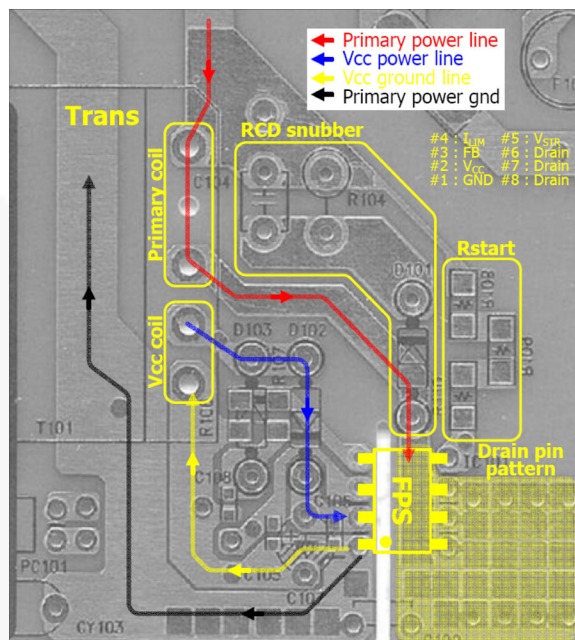 Primary power line
Vcc power line
Vcc ground line
Primary power gnd
Trans
RCD snubber
#4 : ILIM #5 : VSTR
#3 : FB #6 : Drain
#2 : VCC #7 : Drain
#1 : GND #8 : Drain
Primary coil
C104
R104
Rstart
D101
Vcc coil
D103
D102
T101
Drain pin
pattern
FPS
C106
C105
C107
PC101
CY103